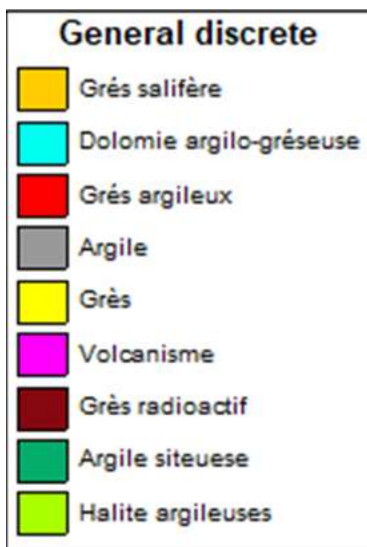 General discrete
Grés salifère
Dolomie argilo-gréseuse
Grés argileux
Argile
Grès
Volcanisme
Grès radioactif
Argile siteuese
Halite argileuses